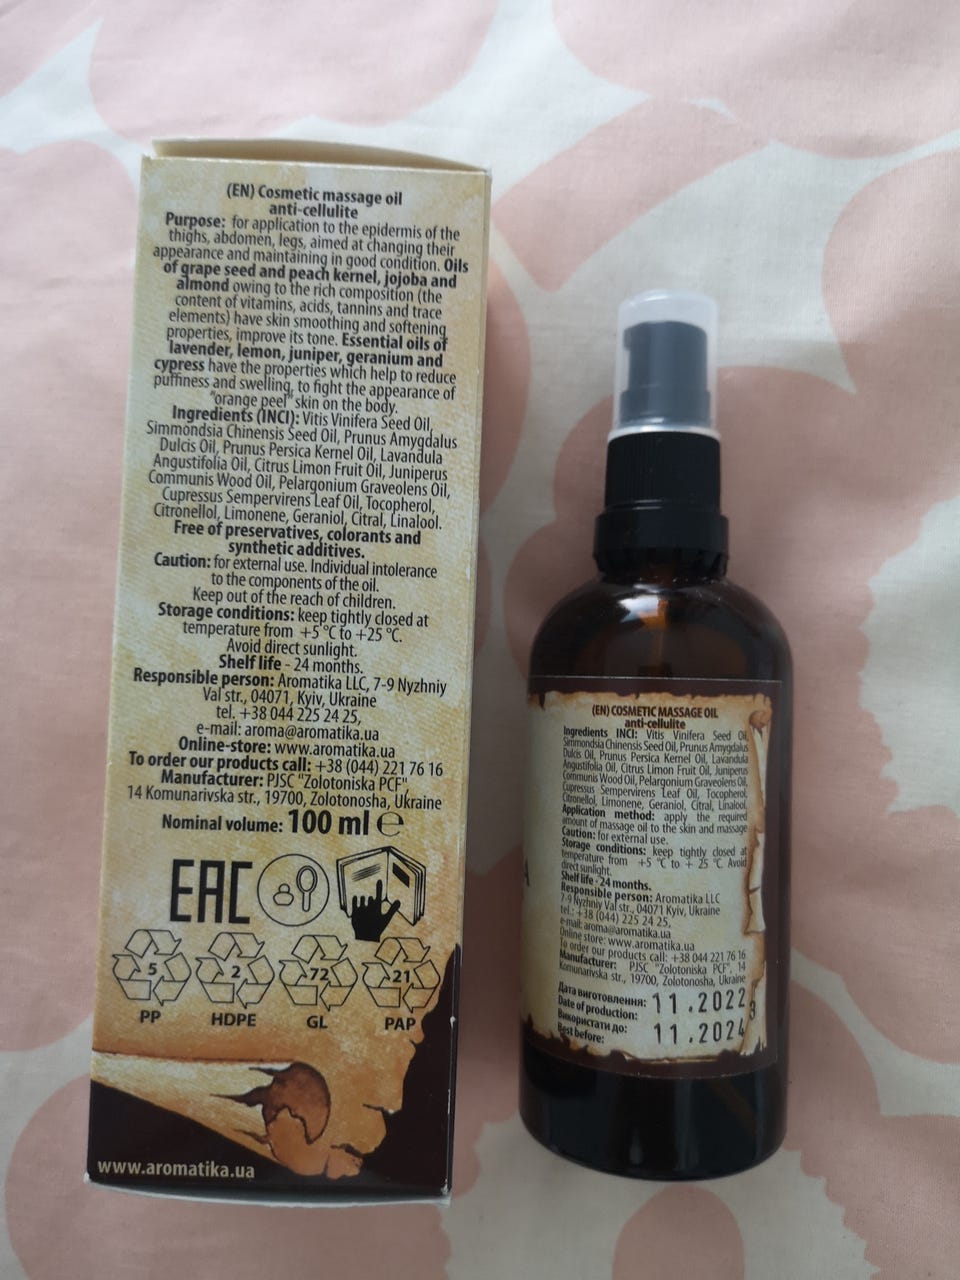 (EN) Cosmetic massage oil
anti-cellulite
Purpose: for application to the epidermis of the
thighs, abdomen, legs, aimed at changing their
appearance and maintaining in good condition. Oils
of grape seed and peach kernel, jojoba and
almond owing to the rich composition (the
content of vitamins, acids, tannins and trace
elements) have skin smoothing and softening
properties, improve its tone. Essential oils of
lavender, lemon, juniper, geranium and
cypress have the properties which help to reduce
puffiness and swelling, to fight the appearance of
"orange peel" skin on the body.
Ingredients (INCI): Vitis Vinifera Seed Oil,
Simmondsia Chinensis Seed Oil, Prunus Amygdalus
Dulcis Oil, Prunus Persica Kernel Oil, Lavandula
Angustifolia Oil, Citrus Limon Fruit Oil, Juniperus
Communis Wood Oil, Pelargonium Graveolens Oil,
Cupressus Sempervirens Leaf Oil, Tocopherol,
Citronellol, Limonene, Geraniol, Citral, Linalool.
Free of preservatives, colorants and
synthetic additives.
Caution: for external use. Individual intolerance
to the components of the oil.
Keep out of the reach of children.
Storage conditions: keep tightly closed at
temperature from +5 °C to +25 °C.
Avoid direct sunlight.
Shelf life - 24 months.
Responsible person: Aromatika LLC, 7-9 Nyzhniy
Val str., 04071, Kyiv, Ukraine
tel. +38 044 225 24 25,
e-mail: aroma@aromatika.ua
Online-store: www.aromatika.ua
To order our products call: +38 (044) 221 76 16
Manufacturer: PJSC "Zolotoniska PCF",
14 Komunarivska str., 19700, Zolotonosha, Ukraine
Nominal volume: 100 ml ℮
EAC
5 2 72 21
PP HDPE GL PAP
www.aromatika.ua
(EN) COSMETIC MASSAGE OIL
anti-cellulite
Ingredients INCI: Vitis Vinifera Seed Oil,
Simmondsia Chinensis Seed Oil, Prunus Amygdalus
Dulcis Oil, Prunus Persica Kernel Oil, Lavandula
Angustifolia Oil, Citrus Limon Fruit Oil, Juniperus
Communis Wood Oil, Pelargonium Graveolens Oil,
Cupressus Sempervirens Leaf Oil, Tocopherol,
Citronellol, Limonene, Geraniol, Citral, Linalool.
Application method: apply the required
amount of massage oil to the skin and massage
Caution: for external use.
Storage conditions: keep tightly closed at
temperature from +5 °C to + 25 °C. Avoid
direct sunlight.
Shelf life - 24 months.
Responsible person: Aromatika LLC
7-9 Nyzhniy Val str., 04071 Kyiv, Ukraine
tel.: +38 (044) 225 24 25,
e-mail: aroma@aromatika.ua
Online store: www.aromatika.ua
To order our products call: +38 044 221 76 16
Manufacturer: PJSC "Zolotoniska PCF", 14
Komunarivska str., 19700, Zolotonosha, Ukraine
Дата виготовлення: 11.2022
Date of production:
Використати до: 11.2024
Best before:
3